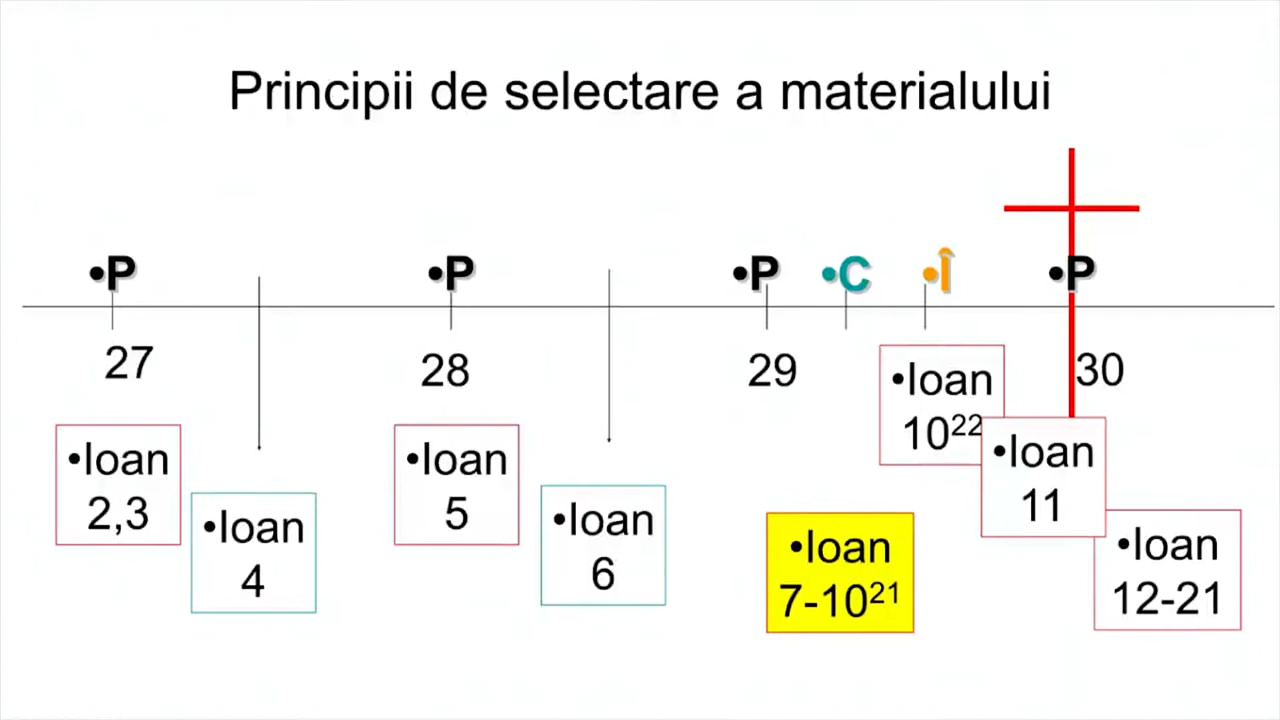 Principii de selectare a materialului
•P
•P
•P
•C
•Î
•P
27
28
29
30
•Ioan
2,3
•Ioan
4
•Ioan
5
•Ioan
6
•Ioan
7-10²¹
•Ioan
10²²
•Ioan
11
•Ioan
12-21